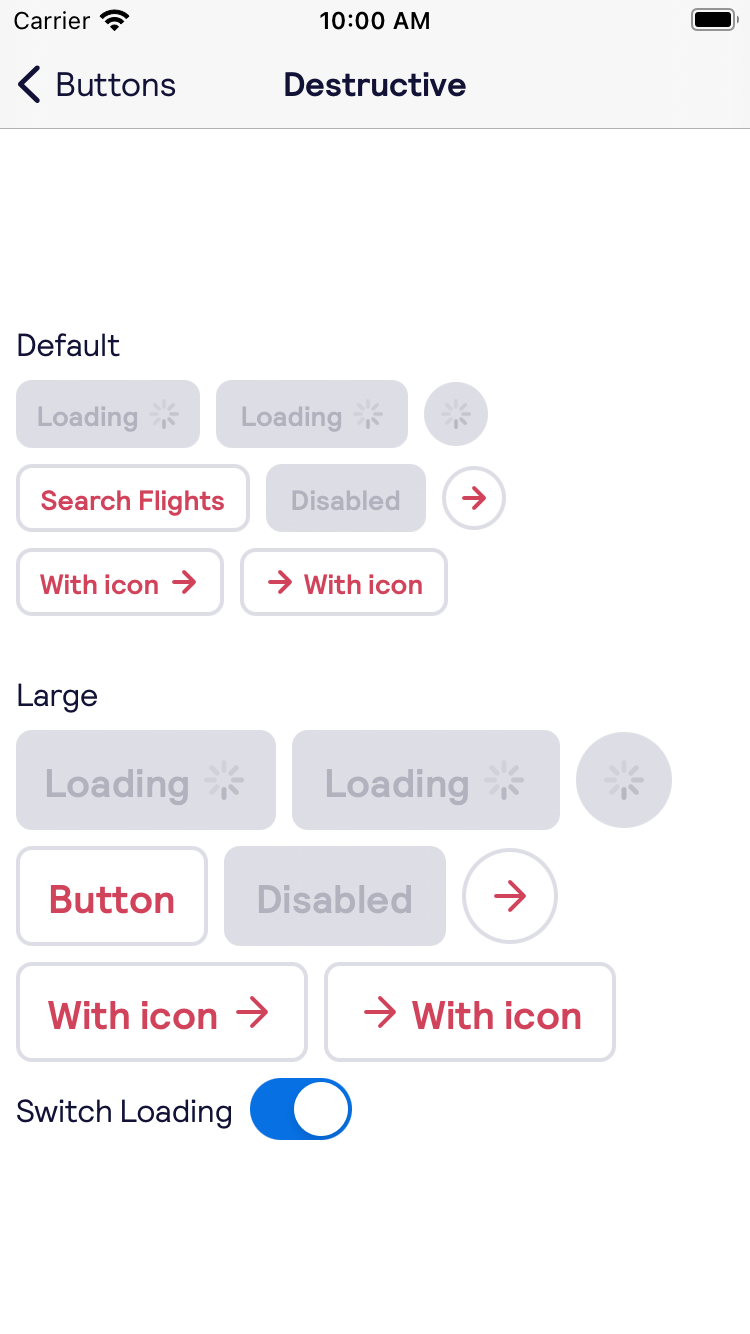 Carrier 10:00 AM
Buttons Destructive
Default
Loading Loading
Search Flights Disabled
With icon With icon
Large
Loading Loading
Button Disabled
With icon With icon
Switch Loading